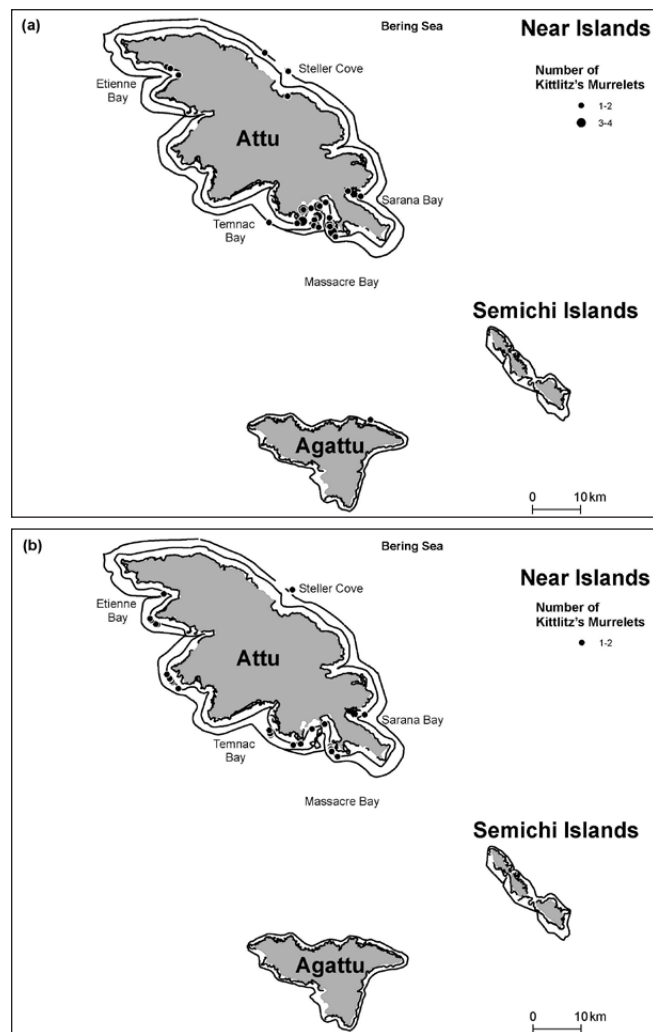 (a)
Bering Sea
Near Islands
Steller Cove
Number of
Kittlitz's Murrelets
1-2
3-4
Etienne
Bay
Attu
Sarana Bay
Temnac
Bay
Massacre Bay
Semichi Islands
Agattu
0 10 km
(b)
Bering Sea
Near Islands
Steller Cove
Number of
Kittlitz's Murrelets
1-2
Etienne
Bay
Attu
Sarana Bay
Temnac
Bay
Massacre Bay
Semichi Islands
Agattu
0 10 km